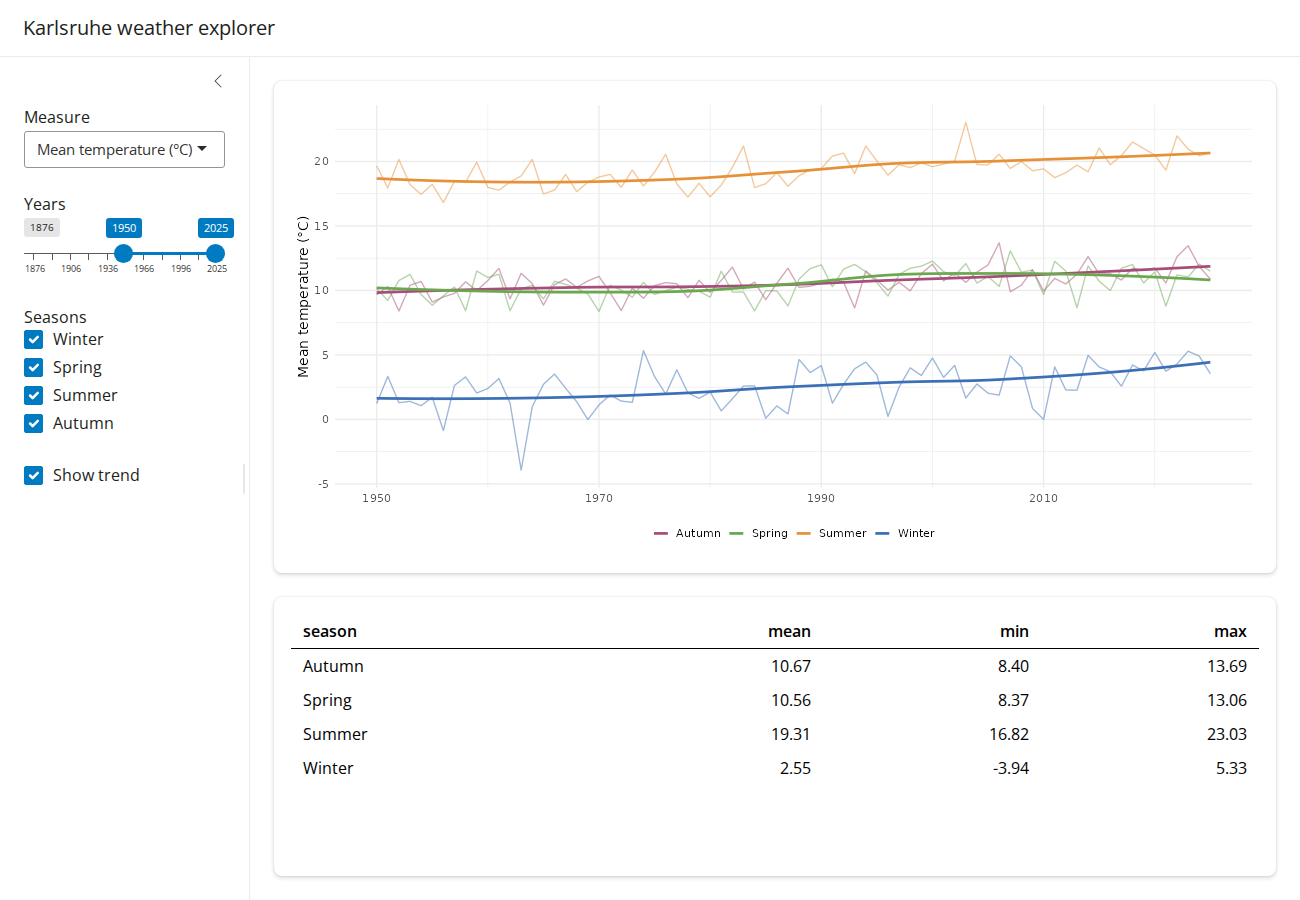 Karlsruhe weather explorer
Measure
Mean temperature (°C)
Years
1876 1950 2025
1876 1906 1936 1966 1996 2025
Seasons
Winter
Spring
Summer
Autumn
Show trend
Mean temperature (°C)
20
15
10
5
0
-5
1950 1970 1990 2010
Autumn Spring Summer Winter
season mean min max
Autumn 10.67 8.40 13.69
Spring 10.56 8.37 13.06
Summer 19.31 16.82 23.03
Winter 2.55 -3.94 5.33